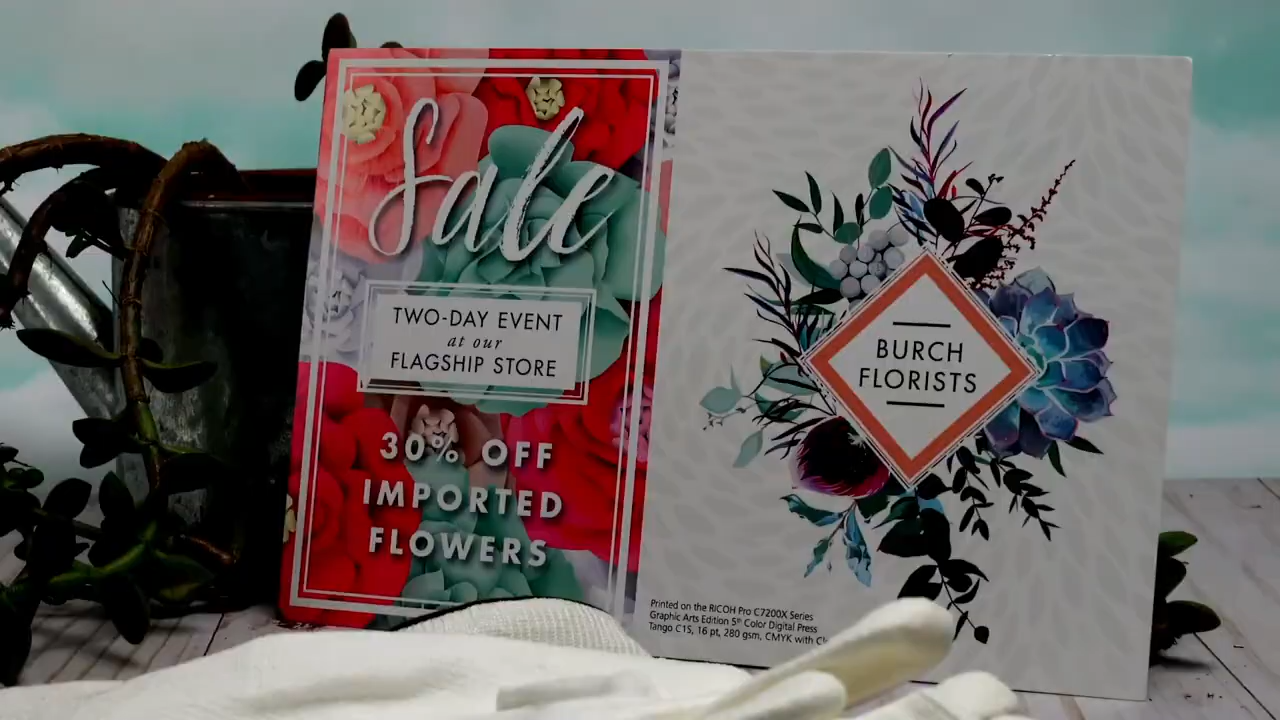 Sale
TWO-DAY EVENT
at our
FLAGSHIP STORE
30% OFF
IMPORTED
FLOWERS
BURCH
FLORISTS
Printed on the RICOH Pro C7200X Series
Graphic Arts Edition 5th Color Digital Press
Tango C1S, 16 pt, 280 gsm, CMYK with